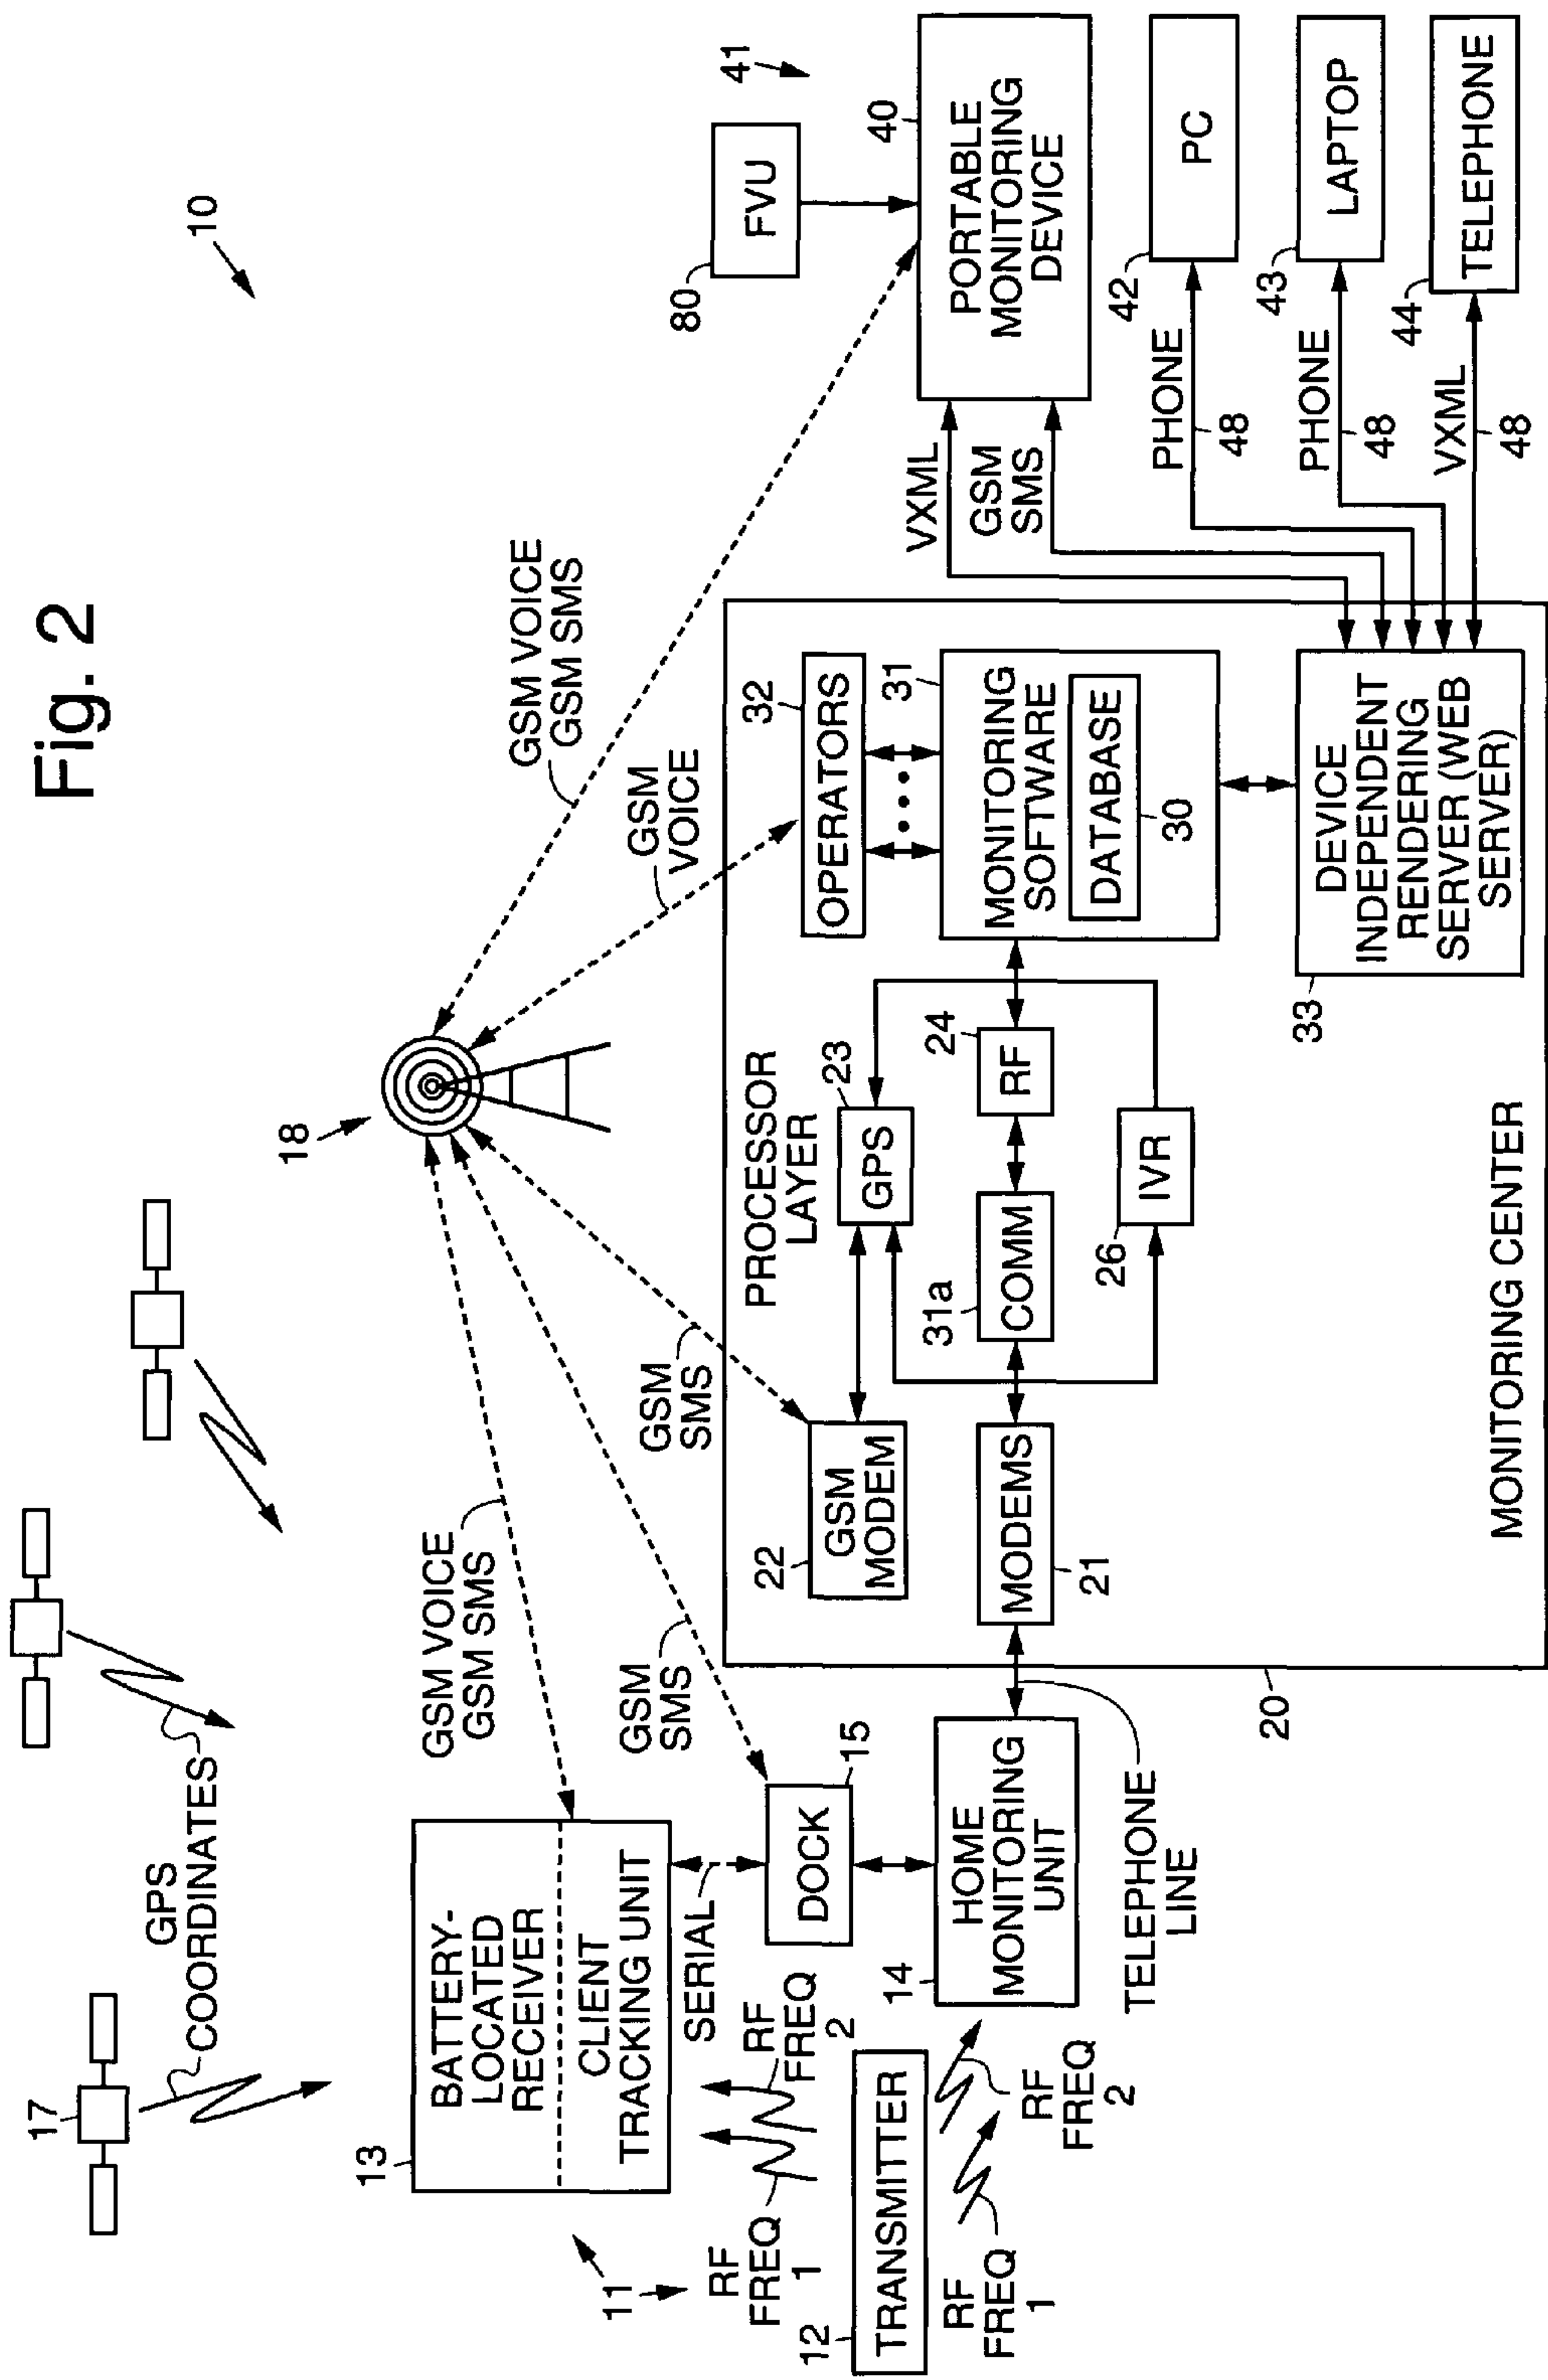 Fig. 2
10
17
GPS
COORDINATES
18
GSM VOICE
GSM SMS
GSM
VOICE
GSM VOICE
GSM SMS
GSM
SMS
GSM
SMS
13
BATTERY-
LOCATED
RECEIVER
CLIENT
TRACKING UNIT
11
SERIAL
RF
FREQ
1
RF
FREQ
2
12
TRANSMITTER
RF
FREQ
1
RF
FREQ
2
DOCK
15
14
HOME
MONITORING
UNIT
TELEPHONE
LINE
20
PROCESSOR
LAYER
22
GSM
MODEM
MODEMS
21
23
GPS
31a
COMM
24
RF
26
IVR
32
OPERATORS
31
MONITORING
SOFTWARE
DATABASE
30
33
DEVICE
INDEPENDENT
RENDERING
SERVER (WEB
SERVER)
MONITORING CENTER
80
FVU
41
40
PORTABLE
MONITORING
DEVICE
VXML
GSM
SMS
42
PC
PHONE
48
43
LAPTOP
PHONE
48
44
TELEPHONE
VXML
48